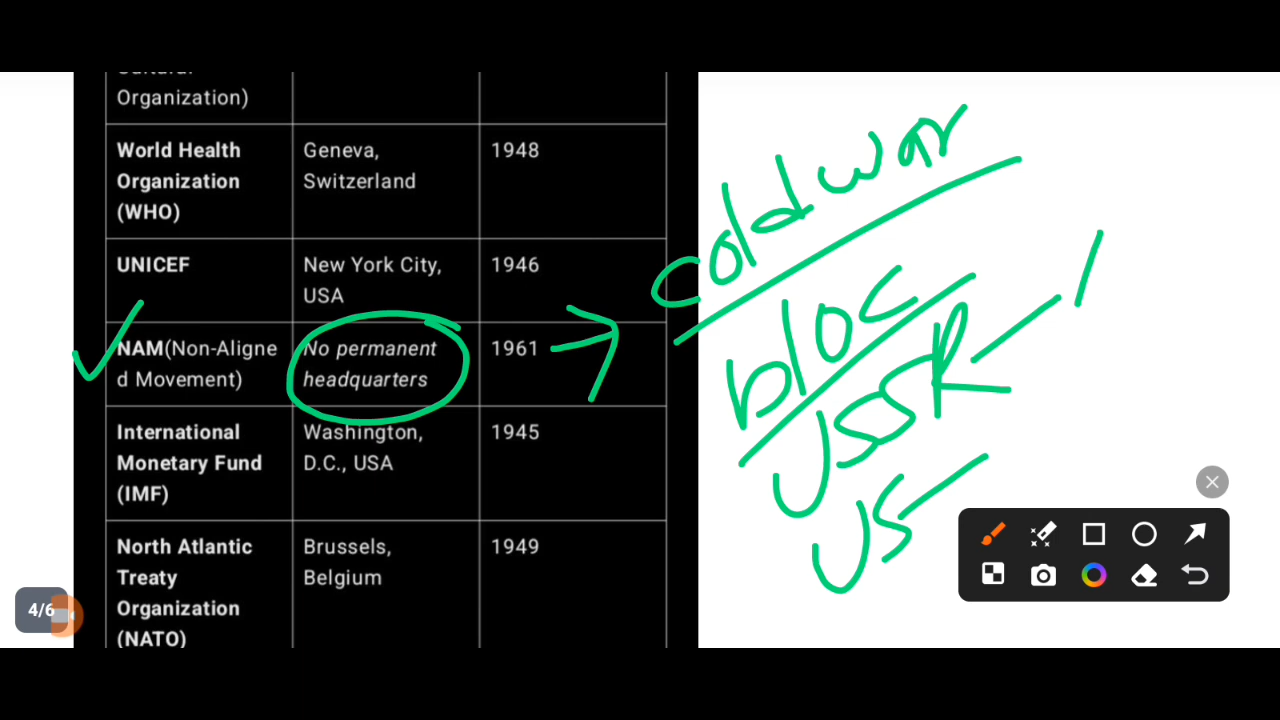 Organization)
World Health
Organization
(WHO)
Geneva,
Switzerland
1948
UNICEF
New York City,
USA
1946
NAM(Non-Aligne
d Movement)
No permanent
headquarters
1961
International
Monetary Fund
(IMF)
Washington,
D.C., USA
1945
North Atlantic
Treaty
Organization
(NATO)
Brussels,
Belgium
1949
cold war
bloc
USSR
US
4/6